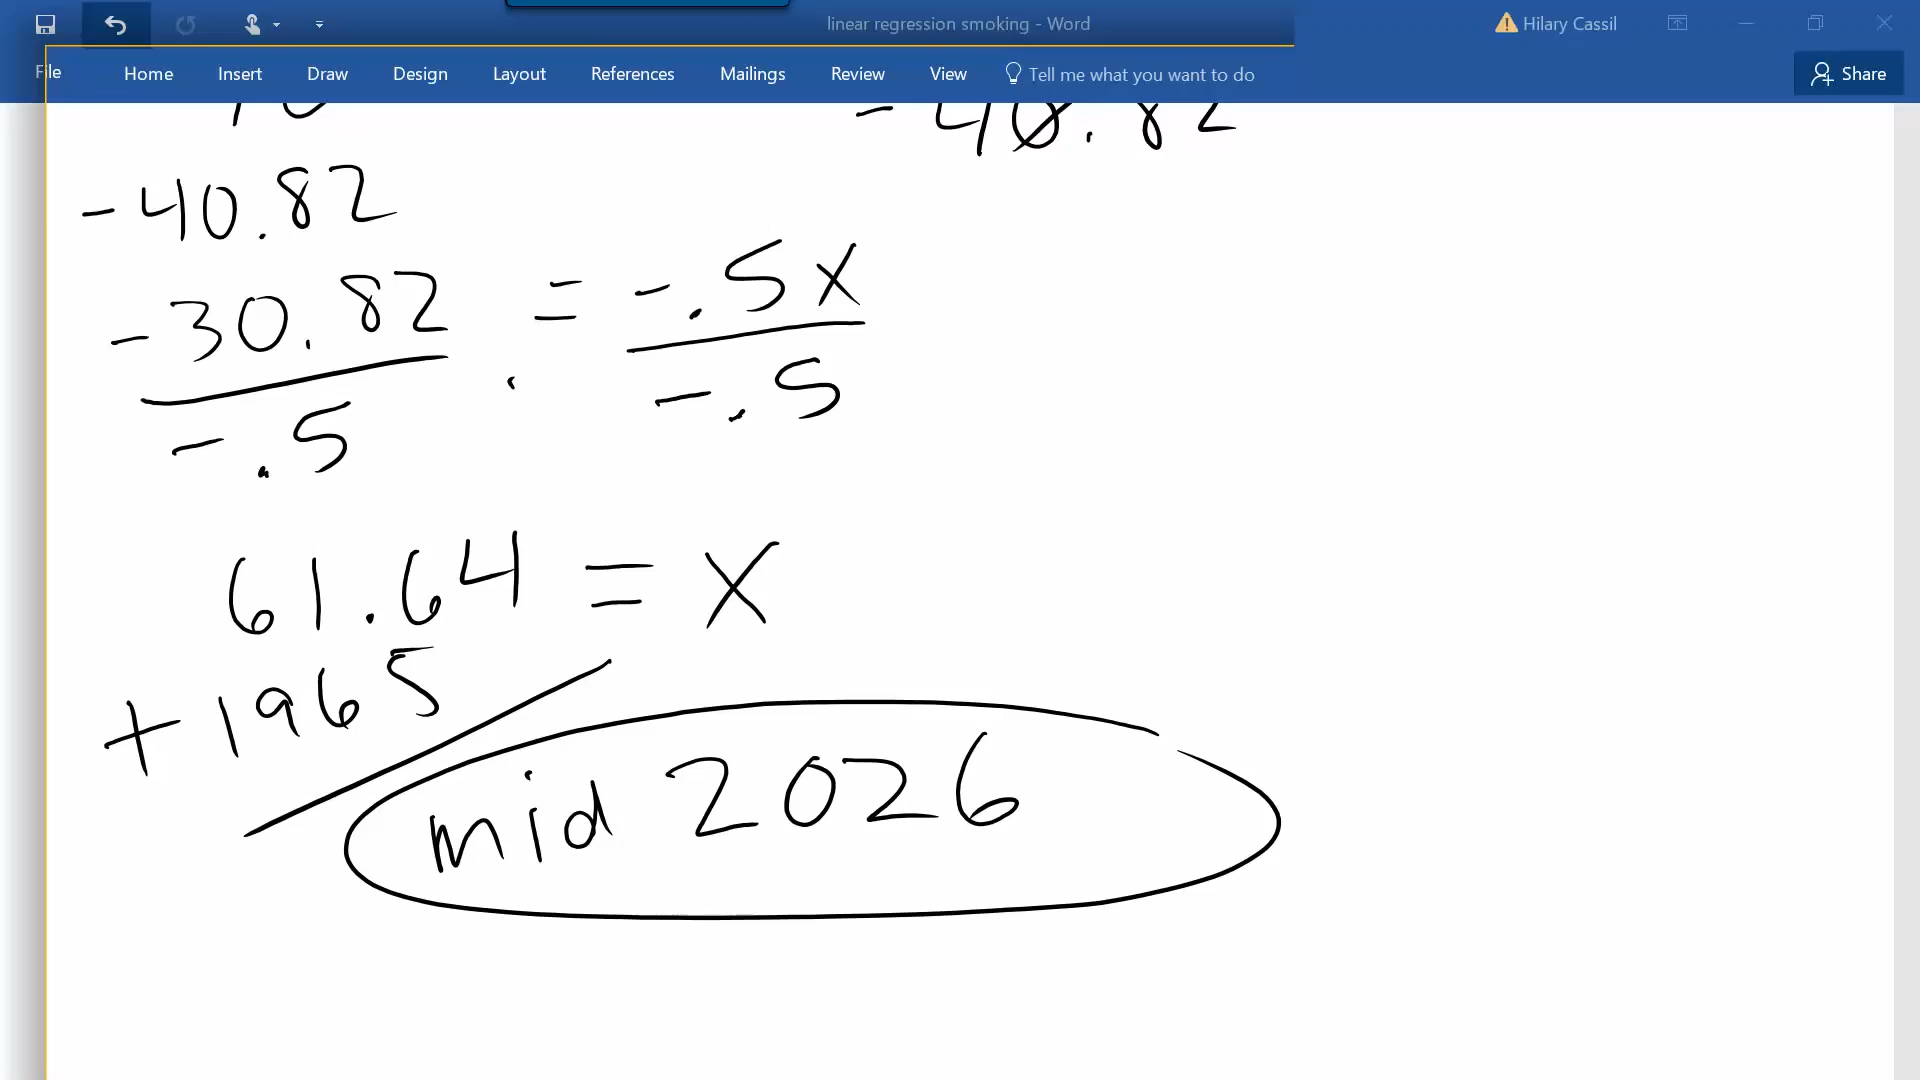 linear regression smoking - Word
Hilary Cassil
File Home Insert Draw Design Layout References Mailings Review View Tell me what you want to do Share
- 40.82
- 40.82
- 30.82 = - .5x
- .5 - .5
61.64 = x
+ 1965
mid 2026